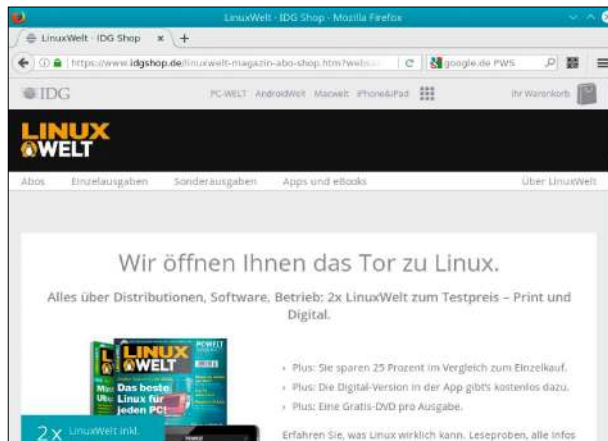 LinuxWelt - IDG Shop - Mozilla Firefox
LinuxWelt - IDG Shop × +
https://www.idgshop.de/linuxwelt-magazin-abo-shop.htm?websal google.de PWS
IDG PC-WELT AndroidWelt Macwelt iPhone&iPad Ihr Warenkorb
LINUX
WELT
Abos Einzelausgaben Sonderausgaben Apps und eBooks Über LinuxWelt
Wir öffnen Ihnen das Tor zu Linux.
Alles über Distributionen, Software, Betrieb: 2x LinuxWelt zum Testpreis – Print und
Digital.
PCWELT
LINUX
WELT
Das beste
Linux für
jeden PC!
2x LinuxWelt inkl.
› Plus: Sie sparen 25 Prozent im Vergleich zum Einzelkauf.
› Plus: Die Digital-Version in der App gibt's kostenlos dazu.
› Plus: Eine Gratis-DVD pro Ausgabe.
Erfahren Sie, was Linux wirklich kann. Leseproben, alle Infos